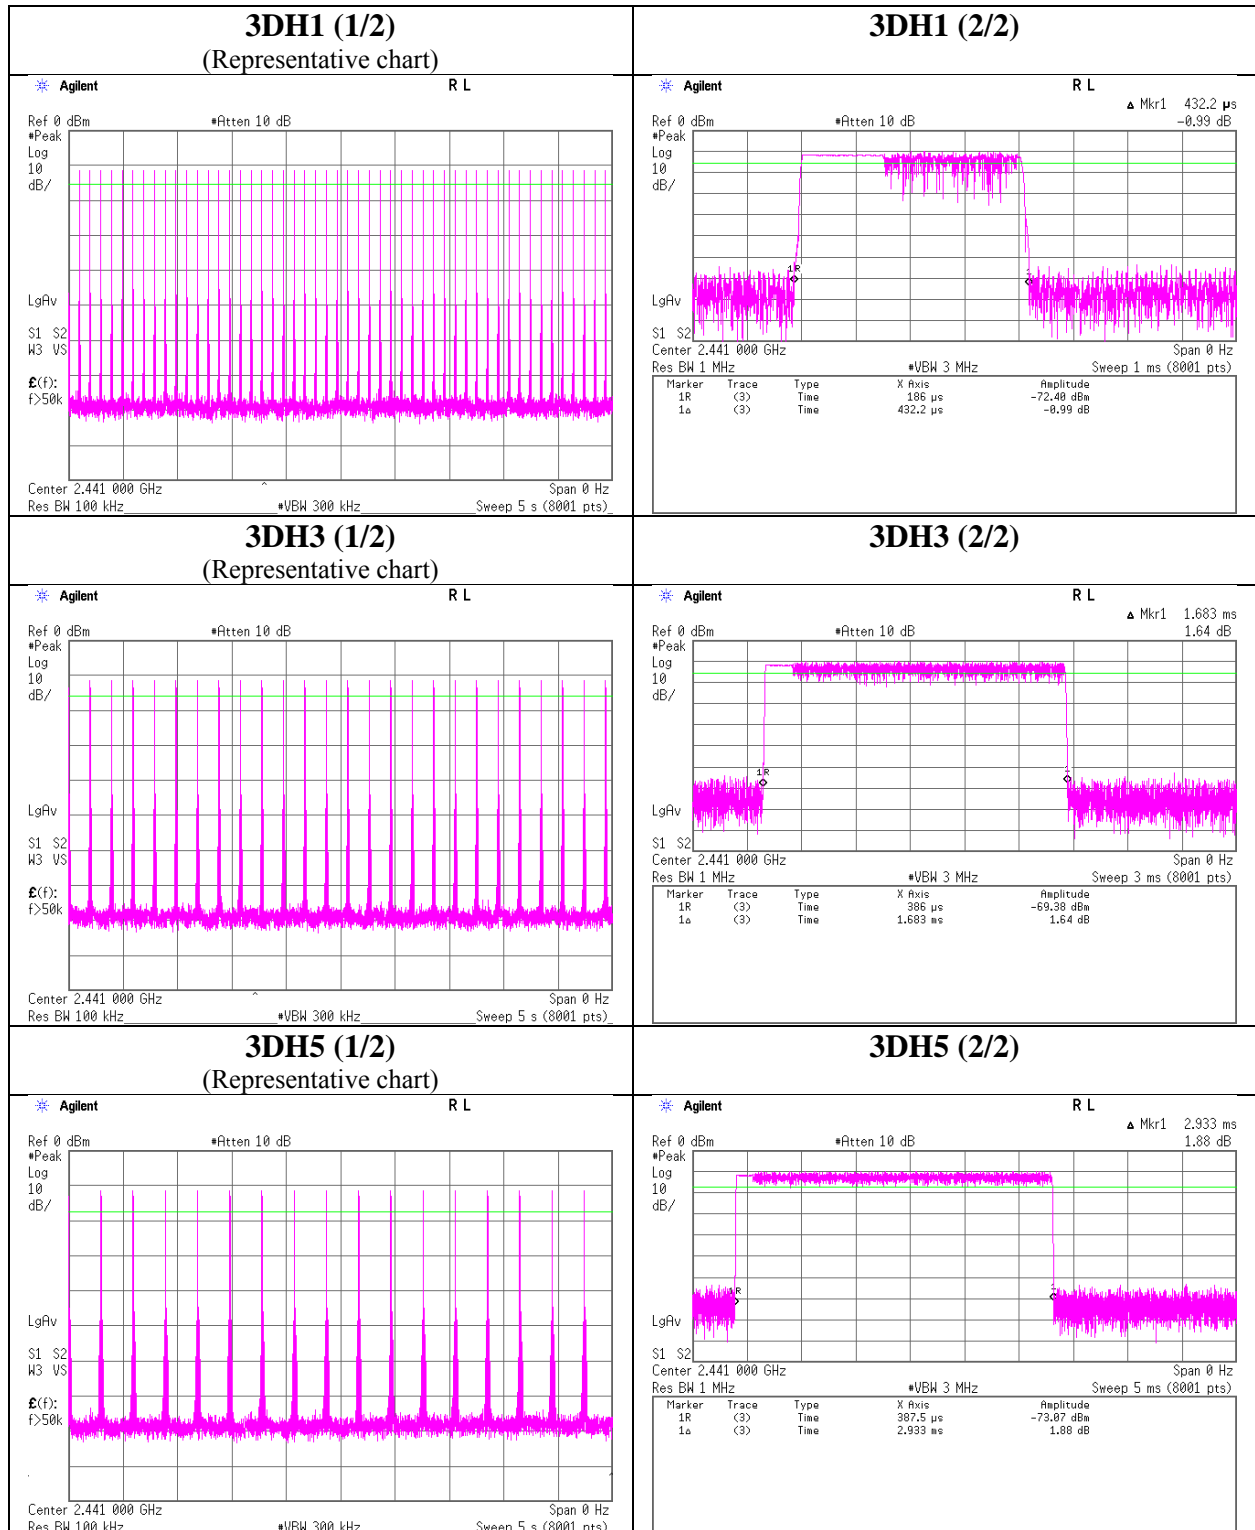 3DH1 (1/2)
(Representative chart)
Agilent
R L
Ref 0 dBm
#Atten 10 dB
#Peak
Log
10
dB/
LgAv
S1 S2
W3 VS
£(f):
f>50k
Center 2.441 000 GHz
^
Span 0 Hz
Res BW 100 kHz
#VBW 300 kHz
Sweep 5 s (8001 pts)
3DH1 (2/2)
Agilent
R L
Δ Mkr1 432.2 µs
Ref 0 dBm
#Atten 10 dB
-0.99 dB
#Peak
Log
10
dB/
1R
1
LgAv
S1 S2
Center 2.441 000 GHz
Span 0 Hz
Res BW 1 MHz
#VBW 3 MHz
Sweep 1 ms (8001 pts)
Marker Trace Type X Axis Amplitude
1R (3) Time 186 µs -72.40 dBm
1Δ (3) Time 432.2 µs -0.99 dB
3DH3 (1/2)
(Representative chart)
Agilent
R L
Ref 0 dBm
#Atten 10 dB
#Peak
Log
10
dB/
LgAv
S1 S2
W3 VS
£(f):
f>50k
Center 2.441 000 GHz
^
Span 0 Hz
Res BW 100 kHz
#VBW 300 kHz
Sweep 5 s (8001 pts)
3DH3 (2/2)
Agilent
R L
Δ Mkr1 1.683 ms
Ref 0 dBm
#Atten 10 dB
1.64 dB
#Peak
Log
10
dB/
1R
1
LgAv
S1 S2
Center 2.441 000 GHz
Span 0 Hz
Res BW 1 MHz
#VBW 3 MHz
Sweep 3 ms (8001 pts)
Marker Trace Type X Axis Amplitude
1R (3) Time 386 µs -69.38 dBm
1Δ (3) Time 1.683 ms 1.64 dB
3DH5 (1/2)
(Representative chart)
Agilent
R L
Ref 0 dBm
#Atten 10 dB
#Peak
Log
10
dB/
LgAv
S1 S2
W3 VS
£(f):
f>50k
Center 2.441 000 GHz
Span 0 Hz
Res BW 100 kHz
#VBW 300 kHz
Sweep 5 s (8001 pts)
3DH5 (2/2)
Agilent
R L
Δ Mkr1 2.933 ms
Ref 0 dBm
#Atten 10 dB
1.88 dB
#Peak
Log
10
dB/
1R
1
LgAv
S1 S2
Center 2.441 000 GHz
Span 0 Hz
Res BW 1 MHz
#VBW 3 MHz
Sweep 5 ms (8001 pts)
Marker Trace Type X Axis Amplitude
1R (3) Time 387.5 µs -73.07 dBm
1Δ (3) Time 2.933 ms 1.88 dB